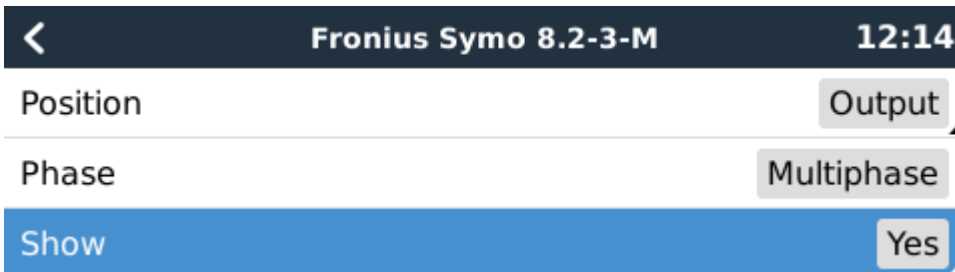 Fronius Symo 8.2-3-M 12:14
Position Output
Phase Multiphase
Show Yes